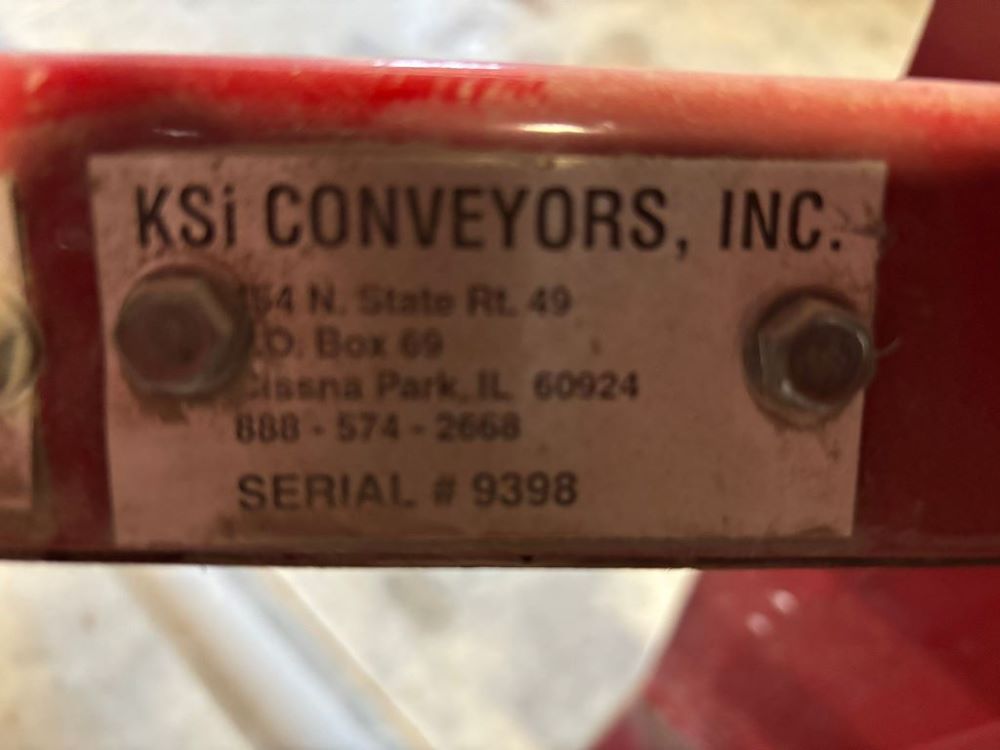 KSi CONVEYORS, INC.
N. State Rt. 49
Box 69
Park, IL 60924
888 - 574 - 2668
SERIAL # 9398